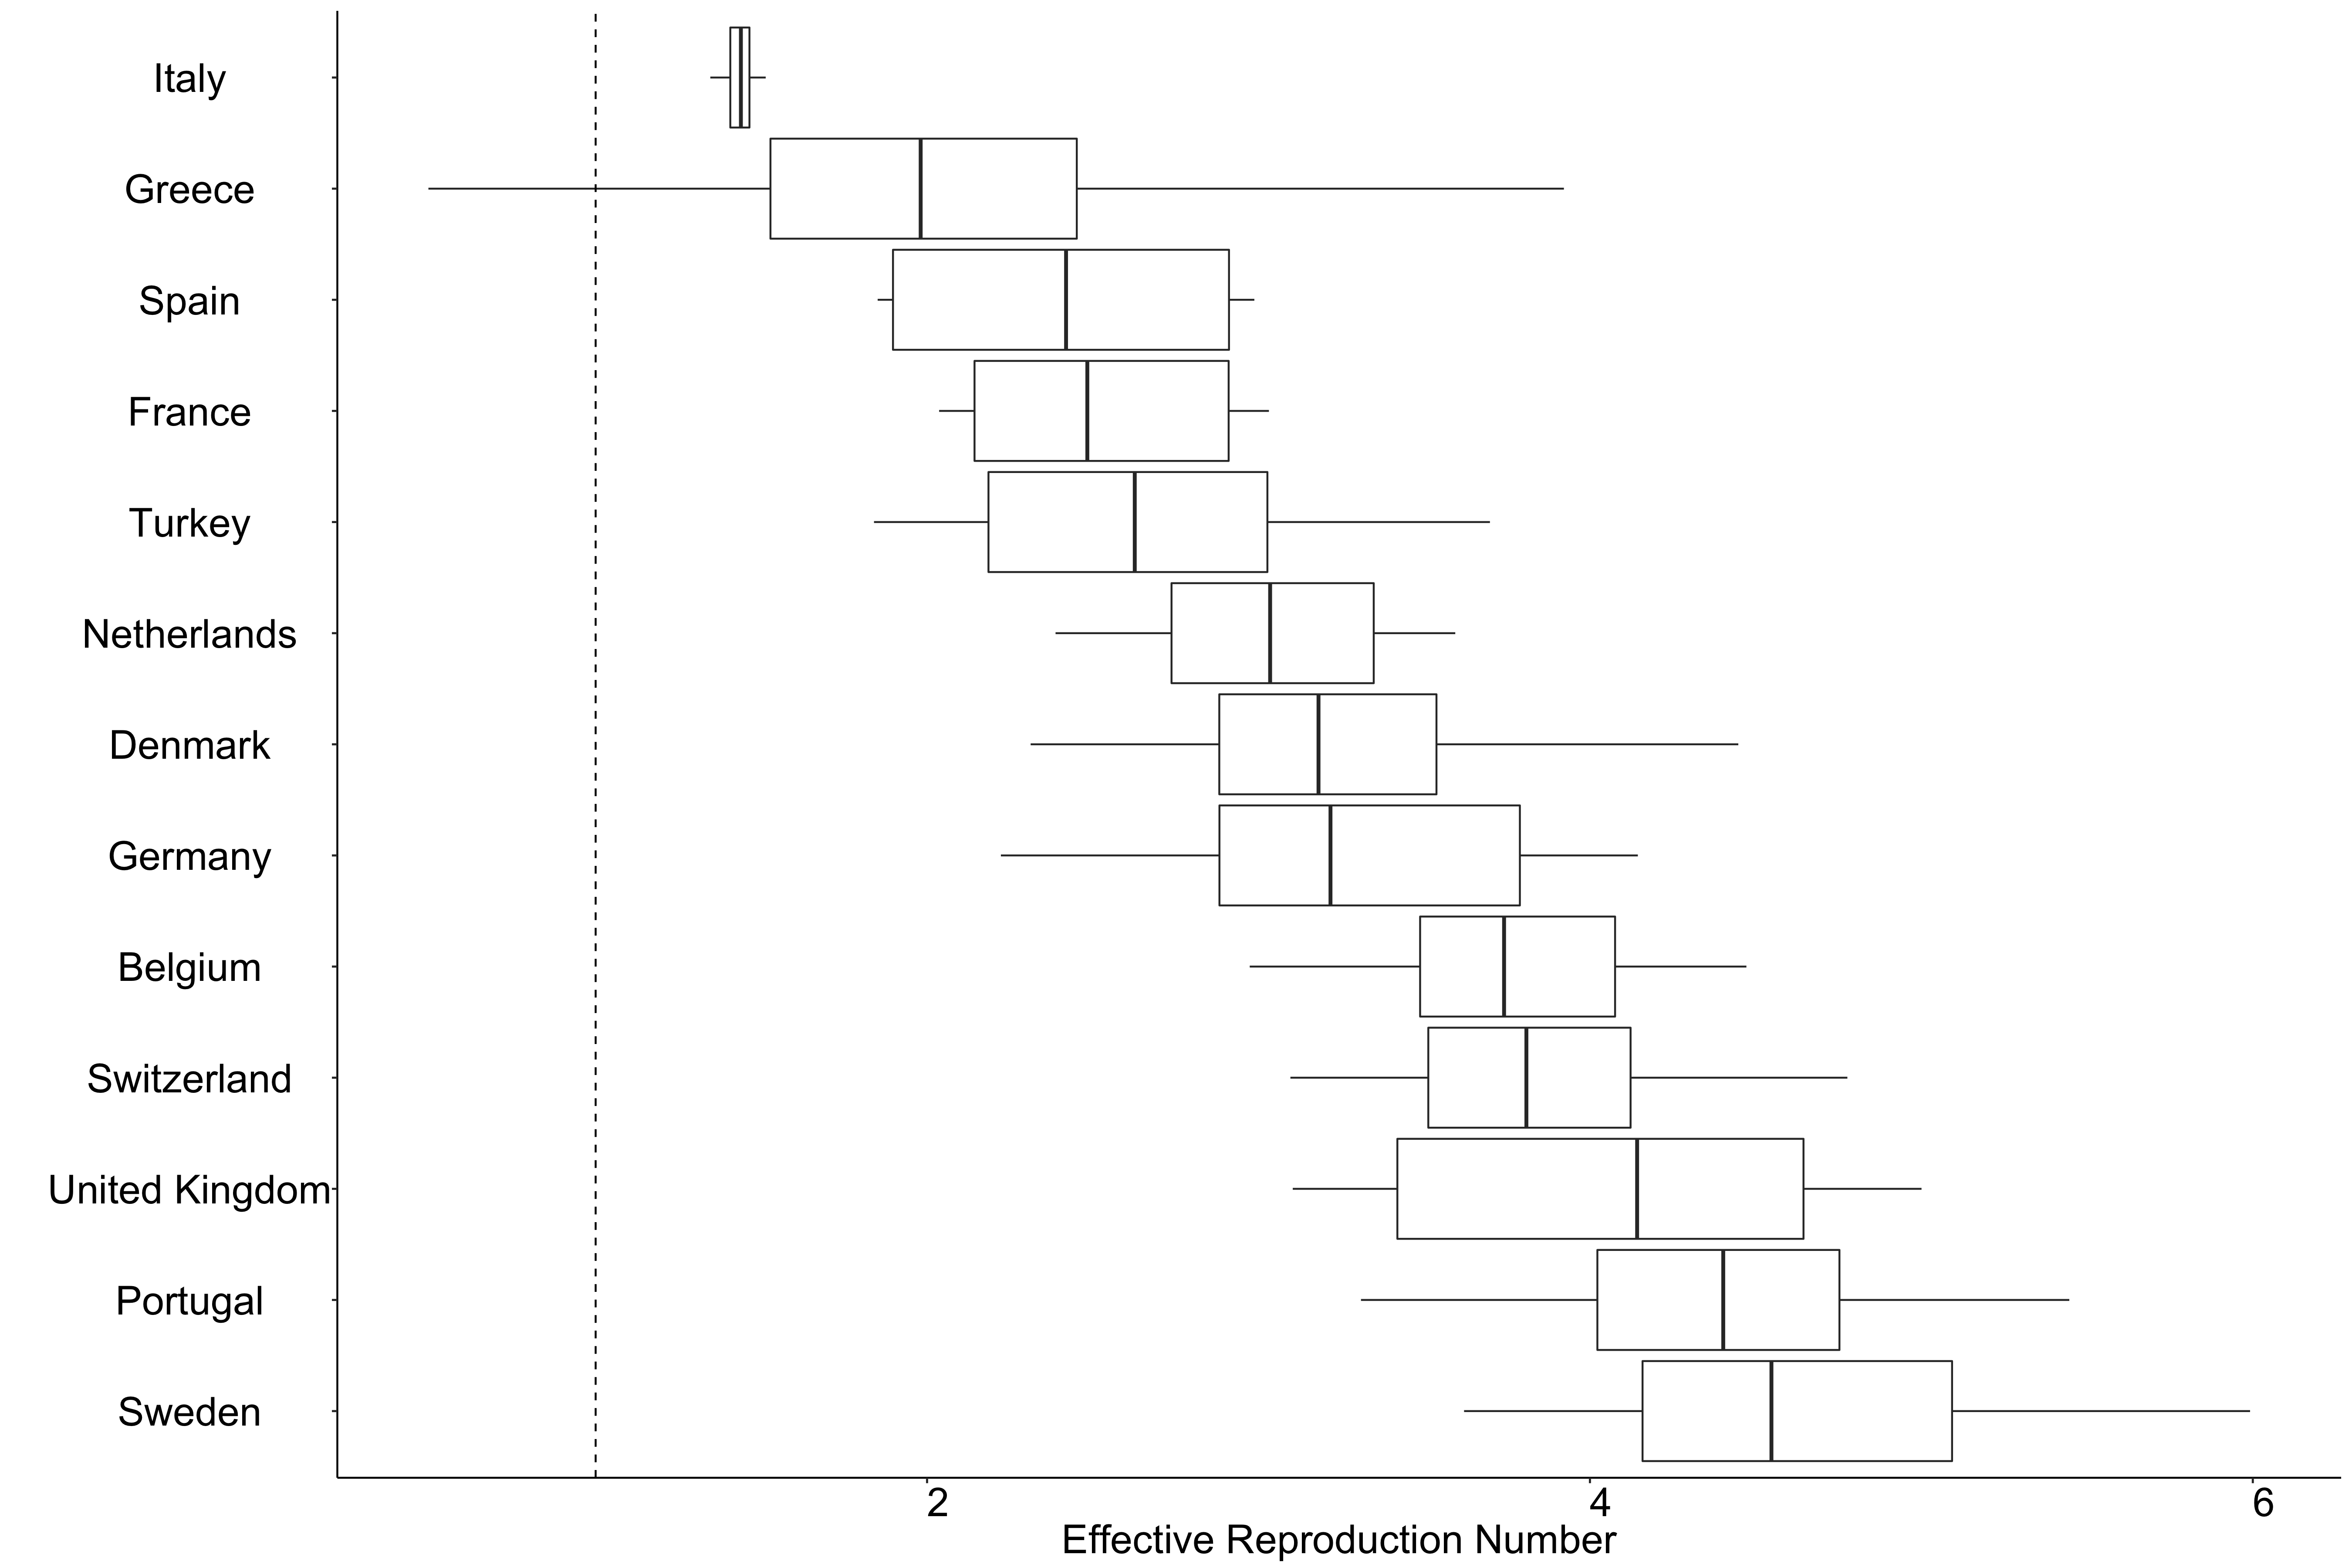 Italy
Greece
Spain
France
Turkey
Netherlands
Denmark
Germany
Belgium
Switzerland
United Kingdom
Portugal
Sweden
2 4 6
Effective Reproduction Number